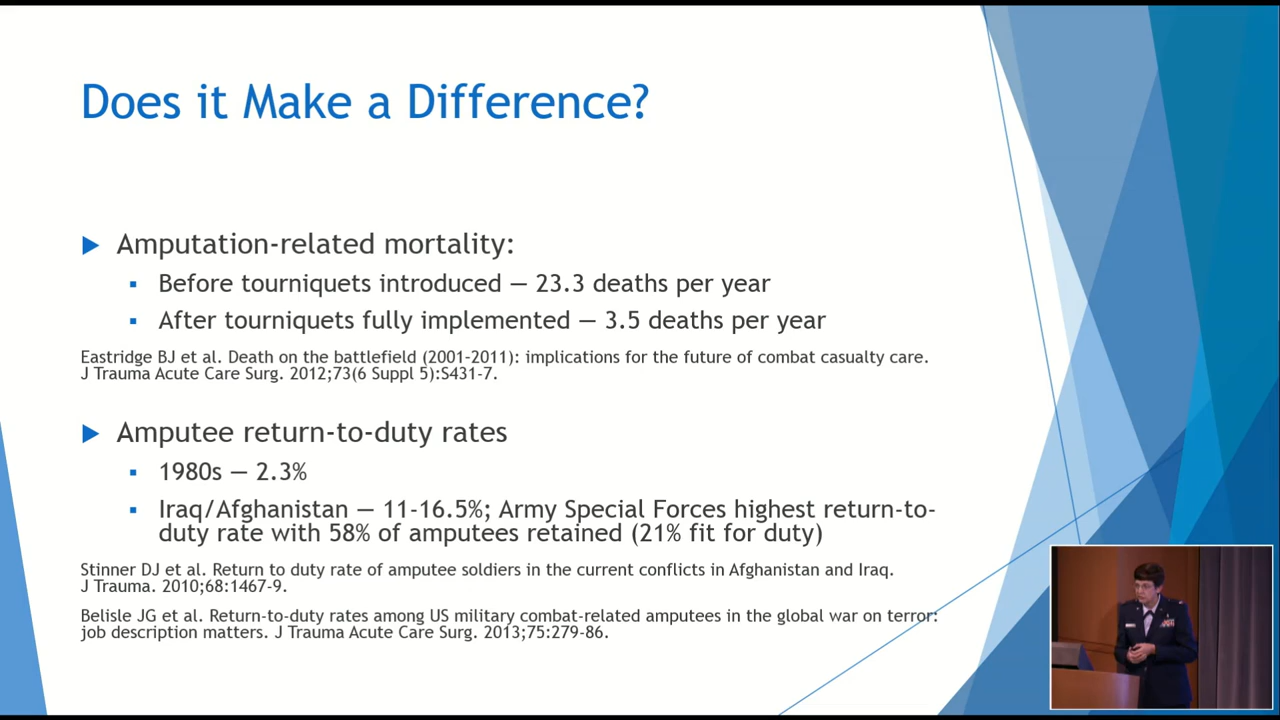 Does it Make a Difference?
Amputation-related mortality:
Before tourniquets introduced — 23.3 deaths per year
After tourniquets fully implemented — 3.5 deaths per year
Eastridge BJ et al. Death on the battlefield (2001-2011): implications for the future of combat casualty care.
J Trauma Acute Care Surg. 2012;73(6 Suppl 5):S431-7.
Amputee return-to-duty rates
1980s — 2.3%
Iraq/Afghanistan — 11-16.5%; Army Special Forces highest return-to-
duty rate with 58% of amputees retained (21% fit for duty)
Stinner DJ et al. Return to duty rate of amputee soldiers in the current conflicts in Afghanistan and Iraq.
J Trauma. 2010;68:1467-9.
Belisle JG et al. Return-to-duty rates among US military combat-related amputees in the global war on terror:
job description matters. J Trauma Acute Care Surg. 2013;75:279-86.